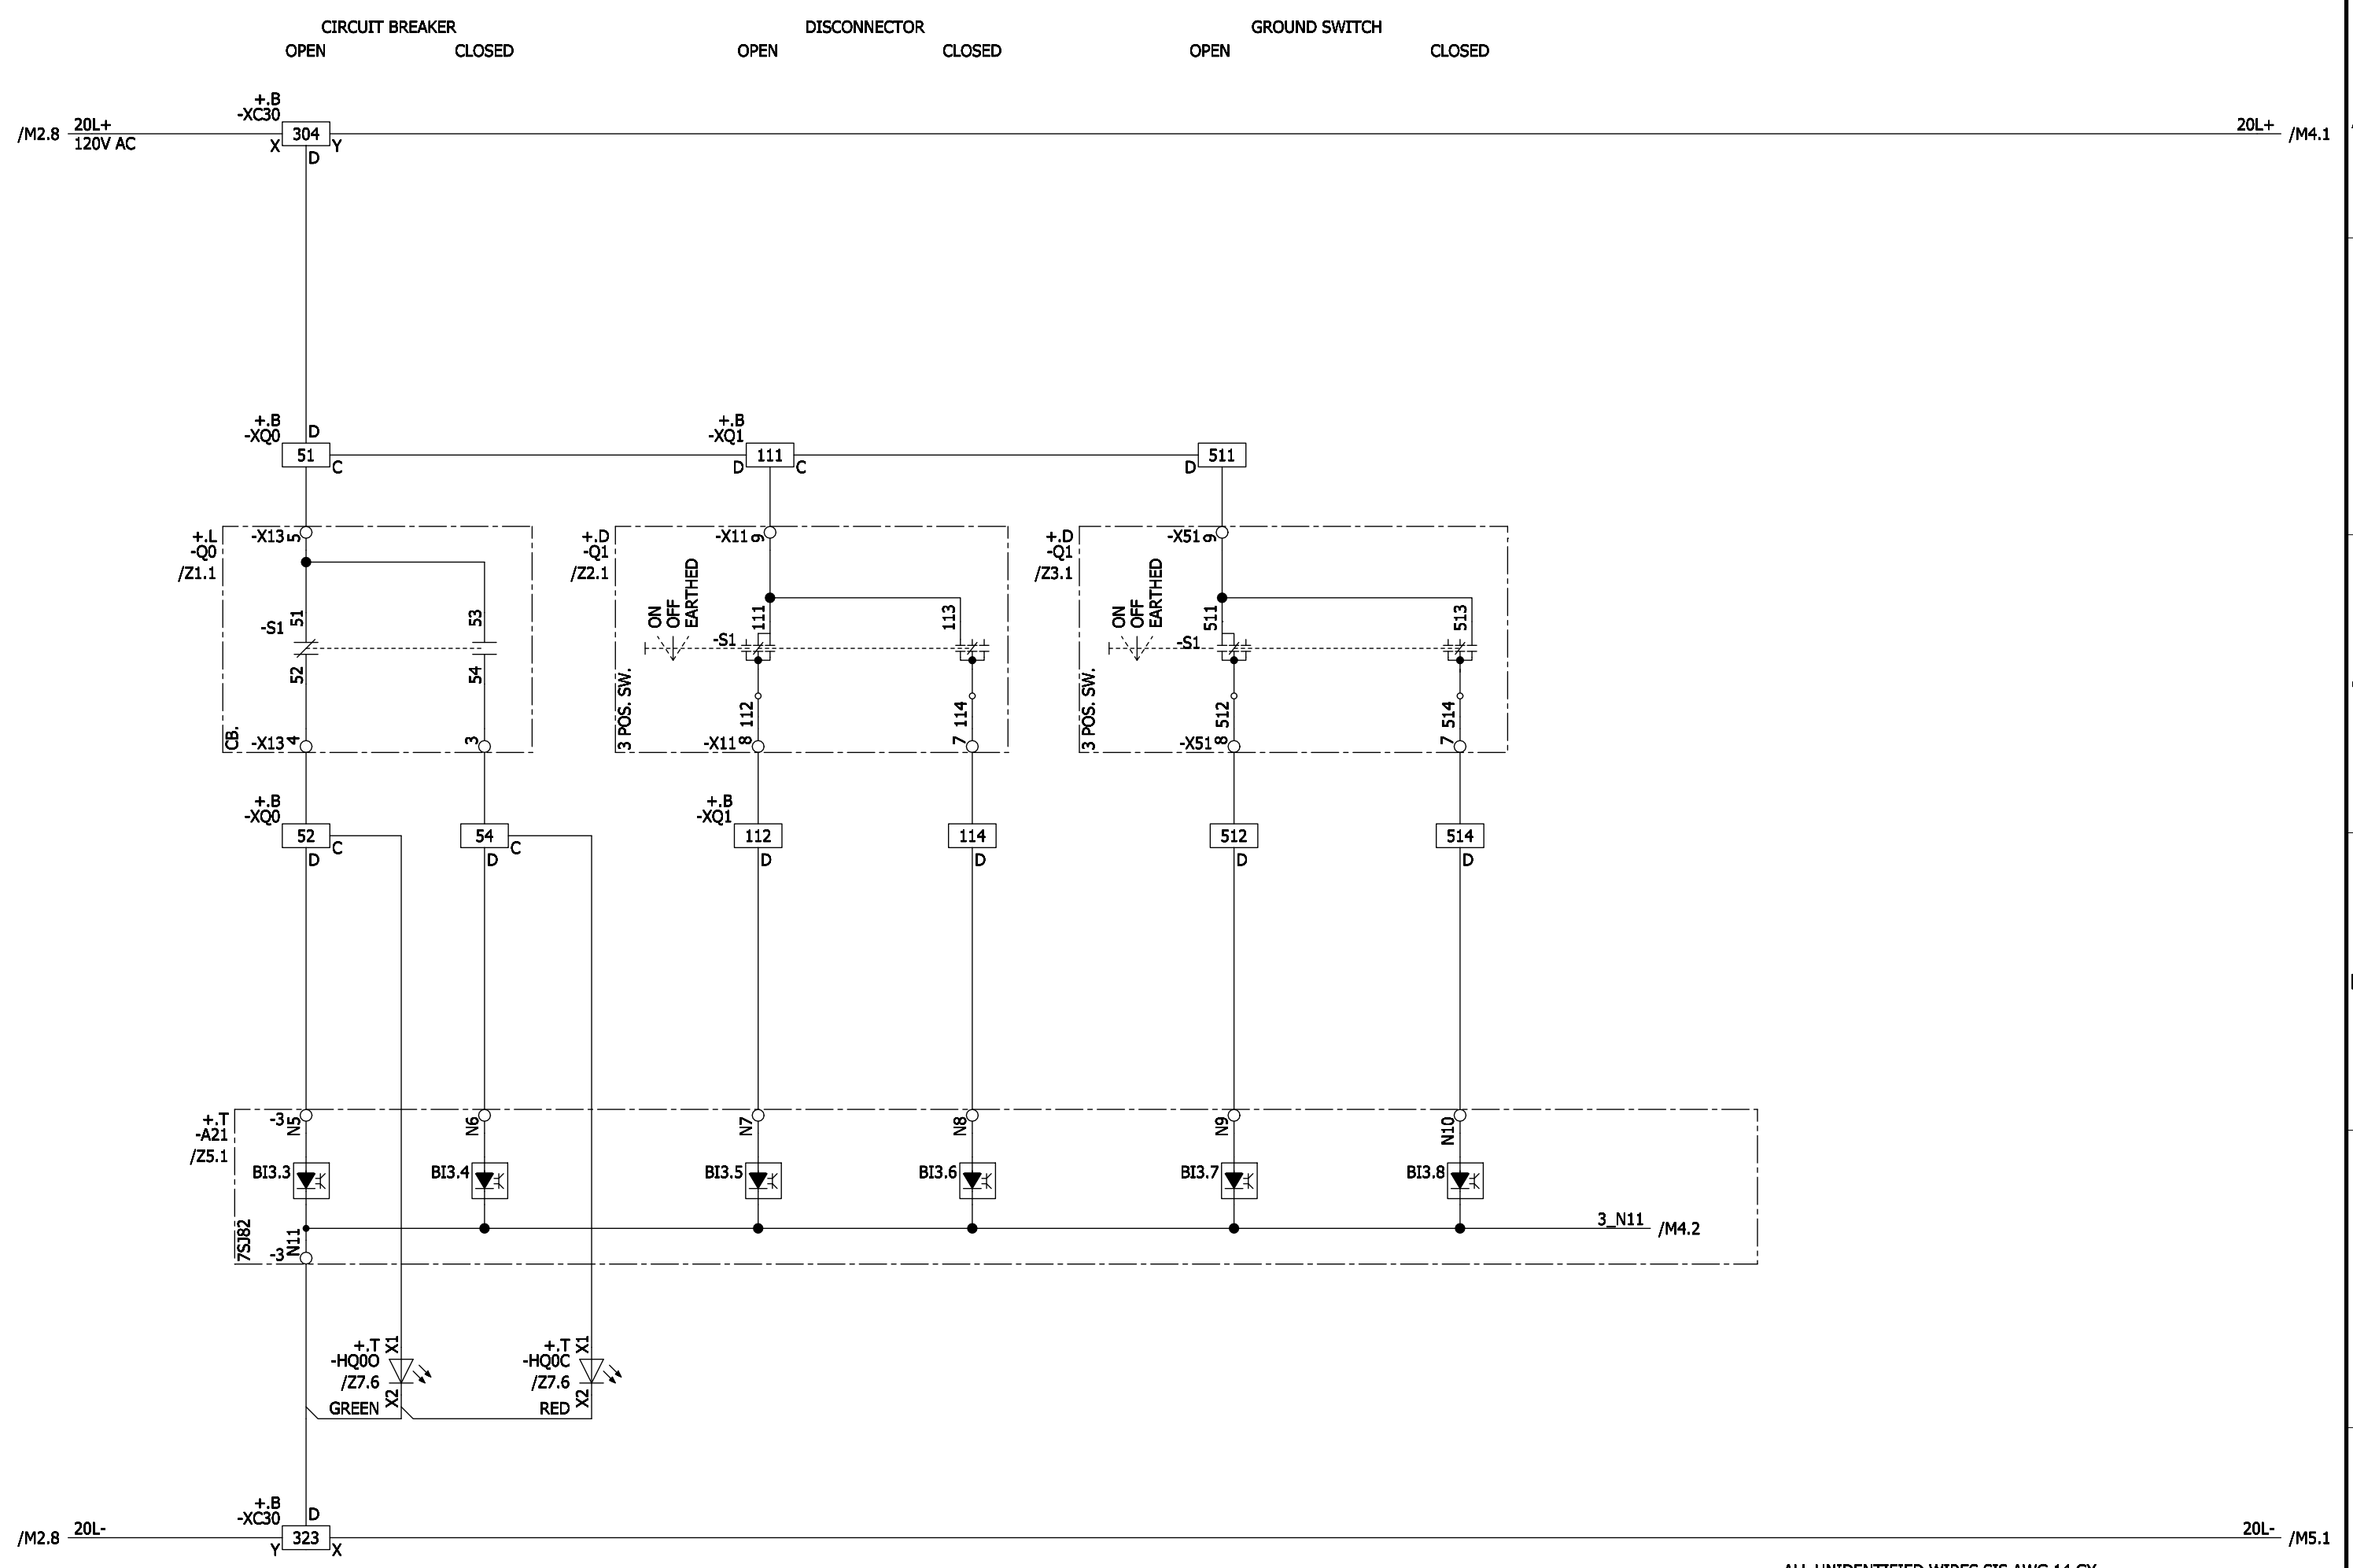 CIRCUIT BREAKER DISCONNECTOR GROUND SWITCH
OPEN CLOSED OPEN CLOSED OPEN CLOSED
+.B
-XC30
/M2.8 20L+ 304 20L+ /M4.1
120V AC X Y
D
+.B +.B
-XQ0 D -XQ1
51 111 511
C D C D
+.L -X13 5 +.D -X11 9 +.D -X51 9
-Q0 -Q1 -Q1
/Z1.1 /Z2.1 /Z3.1
ON OFF EARTHED ON OFF EARTHED
51 53 111 113 511 513
-S1 -S1 -S1
52 54
112 114 512 514
CB. 3 POS. SW. 3 POS. SW.
-X13 4 3 -X11 8 7 -X51 8 7
+.B +.B
-XQ0 -XQ1
52 54 112 114 512 514
C C
D D D D D D
+.T -3 N5 N6 N7 N8 N9 N10
-A21
/Z5.1
BI3.3 BI3.4 BI3.5 BI3.6 BI3.7 BI3.8
3_N11 /M4.2
7SJ82 -3 N11
+.T X1 +.T X1
-HQ0O -HQ0C
/Z7.6 /Z7.6
X2 X2
GREEN RED
+.B
-XC30 D
/M2.8 20L- 323 20L- /M5.1
Y X